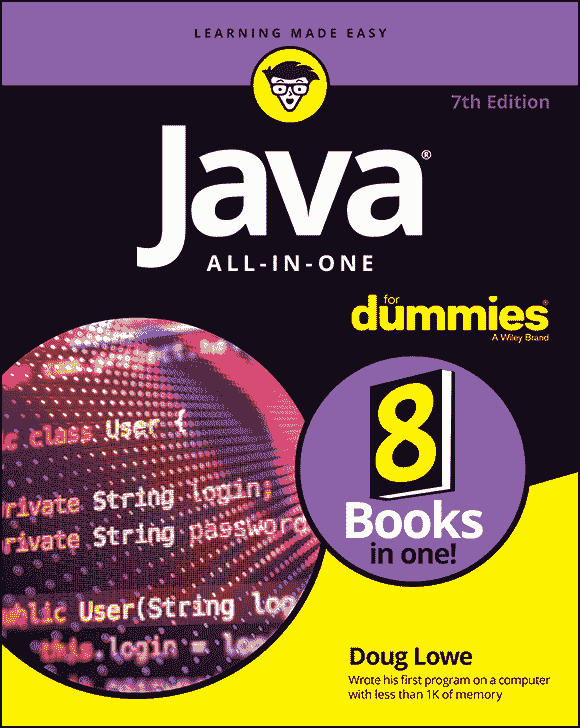 LEARNING MADE EASY
7th Edition
Java®
ALL-IN-ONE
for
dummies®
A Wiley Brand
8
Books
in one!
class User {
private String login;
rivate String password
blic User(String log
this.login = lo
Doug Lowe
Wrote his first program on a computer
with less than 1K of memory